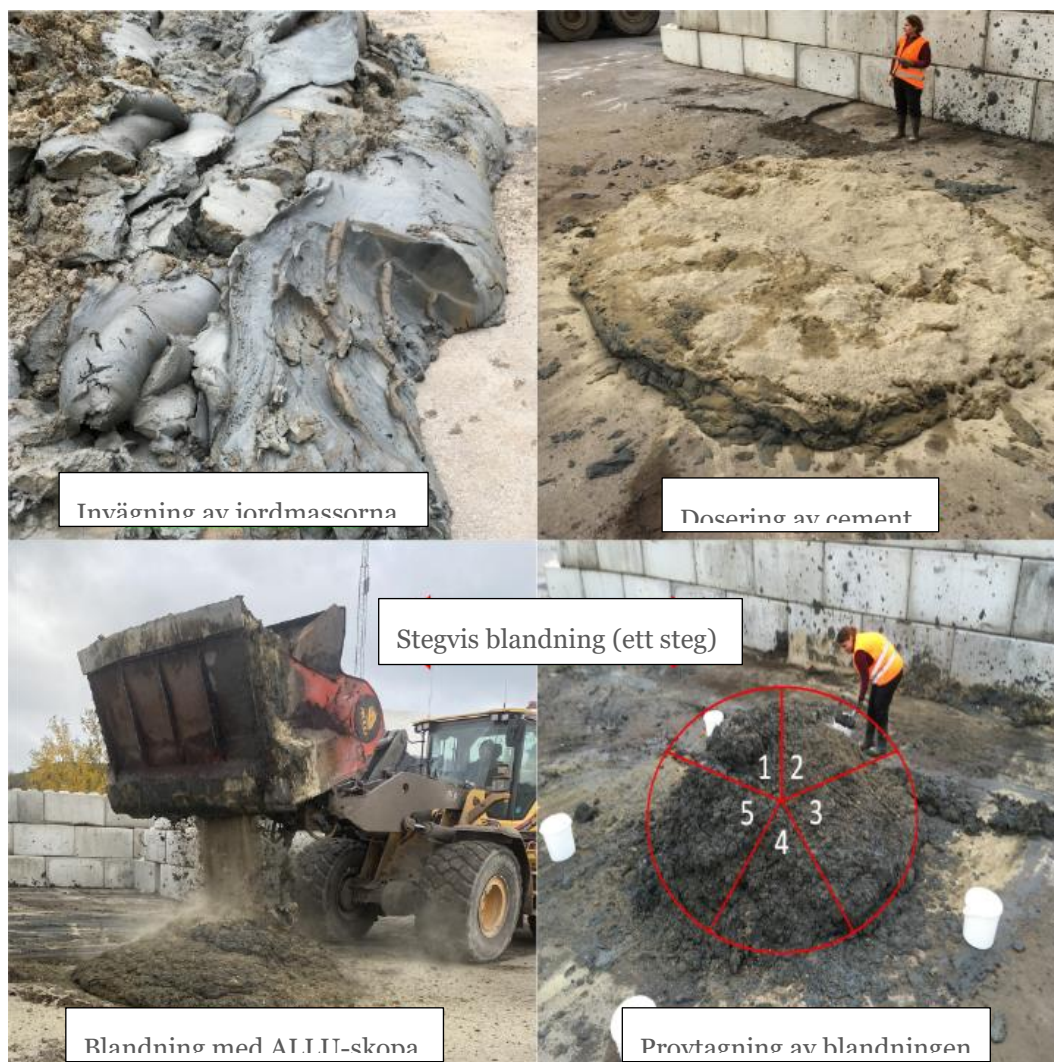 Invägning av jordmassorna
Dosering av cement
Stegvis blandning (ett steg)
1 2
5 3
4
Blandning med ALLU-skopa
Provtagning av blandningen